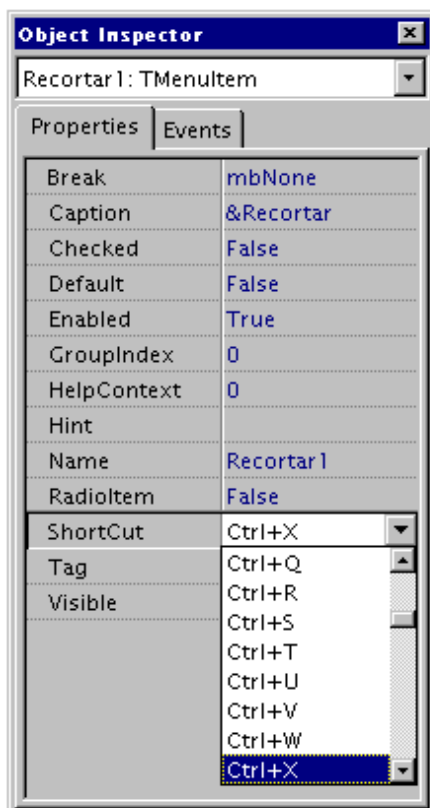 Object Inspector
Recortar1: TMenuItem
Properties Events
Break mbNone
Caption &Recortar
Checked False
Default False
Enabled True
GroupIndex 0
HelpContext 0
Hint
Name Recortar1
RadioItem False
ShortCut Ctrl+X
Tag Ctrl+Q
Visible Ctrl+R
Ctrl+S
Ctrl+T
Ctrl+U
Ctrl+V
Ctrl+W
Ctrl+X